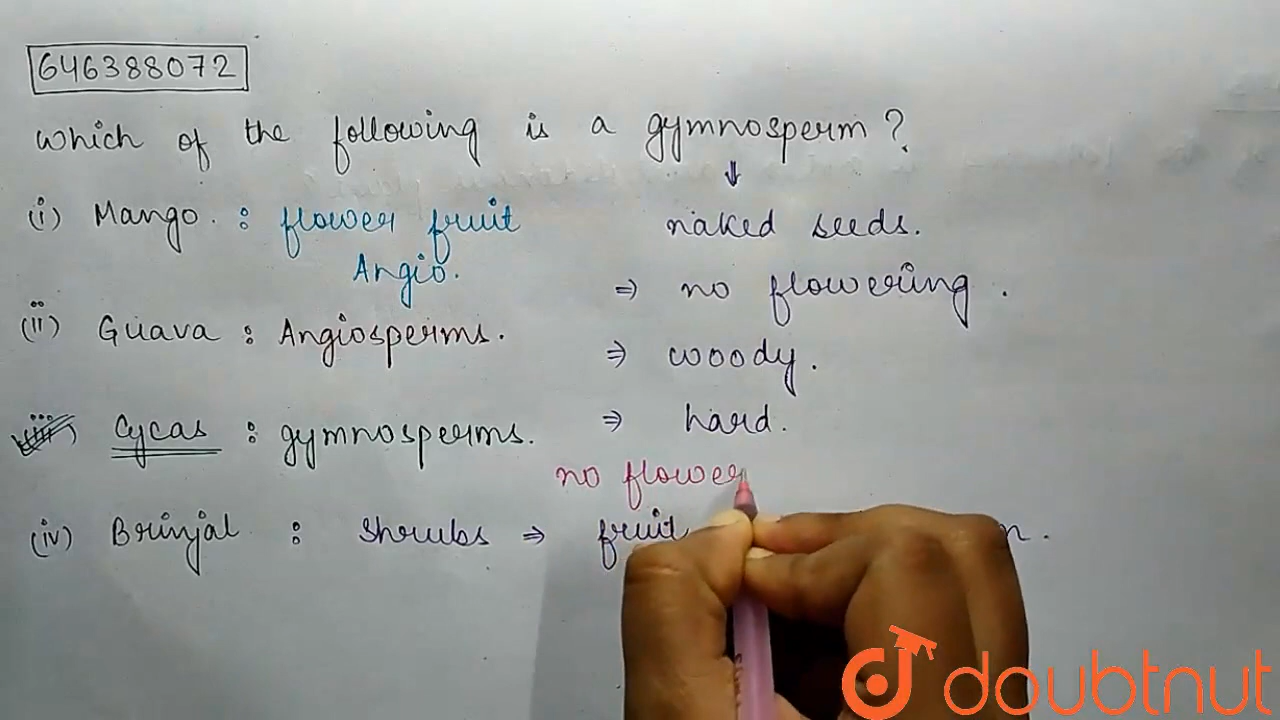 646388072
which of the following is a gymnosperm?
(i) Mango. : flower fruit
Angio.
naked seeds.
⇒ no flowering.
(ii) Guava : Angiosperms.
⇒ woody.
(iii) Cycas : gymnosperms.
⇒ hard.
no flower
(iv) Brinjal : Shrubs ⇒ fruit
doubtnut